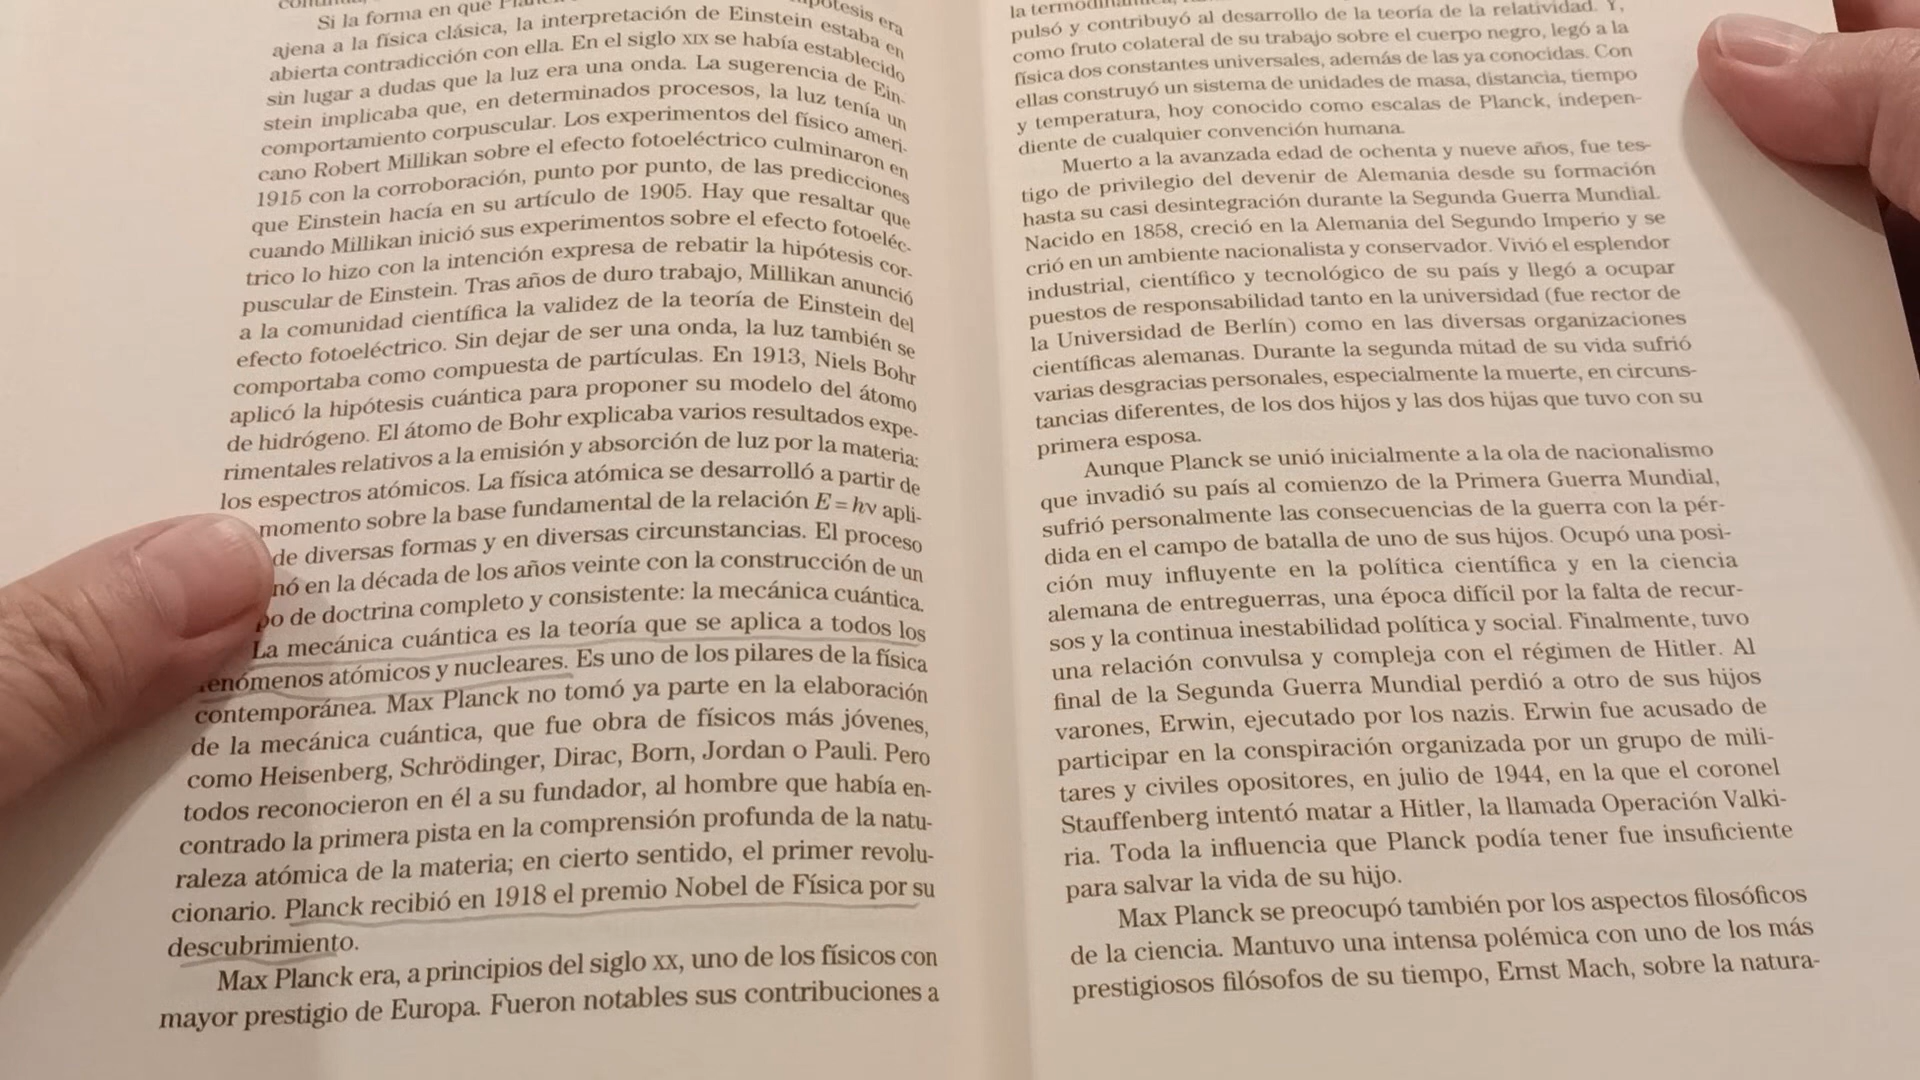 Si la forma en que
ajena a la física clásica, la interpretación de Einstein estaba en
abierta contradicción con ella. En el siglo XIX se había establecido
sin lugar a dudas que la luz era una onda. La sugerencia de Ein-
stein implicaba que, en determinados procesos, la luz tenía un
comportamiento corpuscular. Los experimentos del físico ameri-
cano Robert Millikan sobre el efecto fotoeléctrico culminaron en
1915 con la corroboración, punto por punto, de las predicciones
que Einstein hacía en su artículo de 1905. Hay que resaltar que
cuando Millikan inició sus experimentos sobre el efecto fotoeléc-
trico lo hizo con la intención expresa de rebatir la hipótesis cor-
puscular de Einstein. Tras años de duro trabajo, Millikan anunció
a la comunidad científica la validez de la teoría de Einstein del
efecto fotoeléctrico. Sin dejar de ser una onda, la luz también se
comportaba como compuesta de partículas. En 1913, Niels Bohr
aplicó la hipótesis cuántica para proponer su modelo del átomo
de hidrógeno. El átomo de Bohr explicaba varios resultados expe-
rimentales relativos a la emisión y absorción de luz por la materia:
los espectros atómicos. La física atómica se desarrolló a partir de
momento sobre la base fundamental de la relación E = hν apli-
de diversas formas y en diversas circunstancias. El proceso
nó en la década de los años veinte con la construcción de un
po de doctrina completo y consistente: la mecánica cuántica.
La mecánica cuántica es la teoría que se aplica a todos los
fenómenos atómicos y nucleares. Es uno de los pilares de la física
contemporánea. Max Planck no tomó ya parte en la elaboración
de la mecánica cuántica, que fue obra de físicos más jóvenes,
como Heisenberg, Schrödinger, Dirac, Born, Jordan o Pauli. Pero
todos reconocieron en él a su fundador, al hombre que había en-
contrado la primera pista en la comprensión profunda de la natu-
raleza atómica de la materia; en cierto sentido, el primer revolu-
cionario. Planck recibió en 1918 el premio Nobel de Física por su
descubrimiento.
Max Planck era, a principios del siglo XX, uno de los físicos con
mayor prestigio de Europa. Fueron notables sus contribuciones a
la
pulsó y contribuyó al desarrollo de la teoría de la relatividad. Y,
como fruto colateral de su trabajo sobre el cuerpo negro, legó a la
física dos constantes universales, además de las ya conocidas. Con
ellas construyó un sistema de unidades de masa, distancia, tiempo
y temperatura, hoy conocido como escalas de Planck, indepen-
diente de cualquier convención humana.
Muerto a la avanzada edad de ochenta y nueve años, fue tes-
tigo de privilegio del devenir de Alemania desde su formación
hasta su casi desintegración durante la Segunda Guerra Mundial.
Nacido en 1858, creció en la Alemania del Segundo Imperio y se
crió en un ambiente nacionalista y conservador. Vivió el esplendor
industrial, científico y tecnológico de su país y llegó a ocupar
puestos de responsabilidad tanto en la universidad (fue rector de
la Universidad de Berlín) como en las diversas organizaciones
científicas alemanas. Durante la segunda mitad de su vida sufrió
varias desgracias personales, especialmente la muerte, en circuns-
tancias diferentes, de los dos hijos y las dos hijas que tuvo con su
primera esposa.
Aunque Planck se unió inicialmente a la ola de nacionalismo
que invadió su país al comienzo de la Primera Guerra Mundial,
sufrió personalmente las consecuencias de la guerra con la pér-
dida en el campo de batalla de uno de sus hijos. Ocupó una posi-
ción muy influyente en la política científica y en la ciencia
alemana de entreguerras, una época difícil por la falta de recur-
sos y la continua inestabilidad política y social. Finalmente, tuvo
una relación convulsa y compleja con el régimen de Hitler. Al
final de la Segunda Guerra Mundial perdió a otro de sus hijos
varones, Erwin, ejecutado por los nazis. Erwin fue acusado de
participar en la conspiración organizada por un grupo de mili-
tares y civiles opositores, en julio de 1944, en la que el coronel
Stauffenberg intentó matar a Hitler, la llamada Operación Valki-
ria. Toda la influencia que Planck podía tener fue insuficiente
para salvar la vida de su hijo.
Max Planck se preocupó también por los aspectos filosóficos
de la ciencia. Mantuvo una intensa polémica con uno de los más
prestigiosos filósofos de su tiempo, Ernst Mach, sobre la natura-